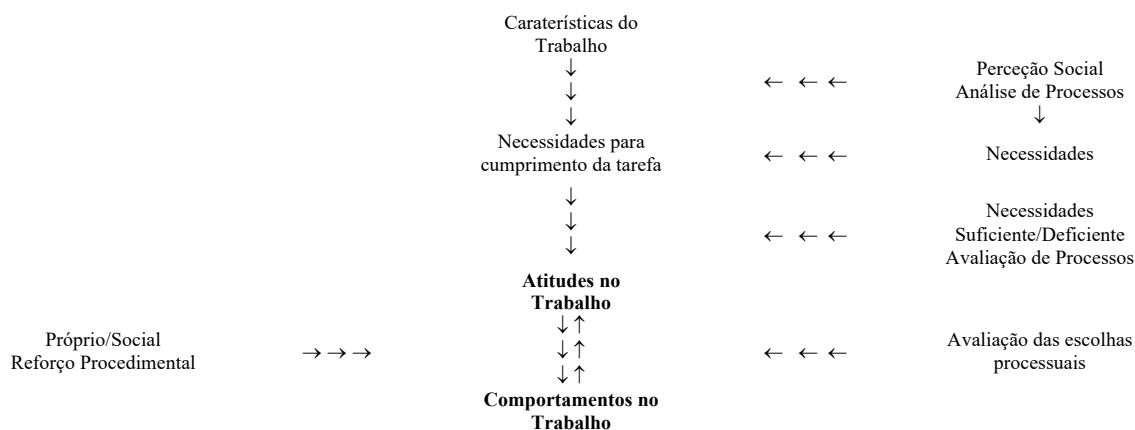 Caraterísticas do
Trabalho
↓
↓
↓
← ← ←
Perceção Social
Análise de Processos
↓
Necessidades para
cumprimento da tarefa
← ← ←
Necessidades
↓
↓
↓
← ← ←
Necessidades
Suficiente/Deficiente
Avaliação de Processos
Atitudes no
Trabalho
Próprio/Social
Reforço Procedimental
→ → →
↓ ↑
↓ ↑
↓ ↑
← ← ←
Avaliação das escolhas
processuais
Comportamentos no
Trabalho